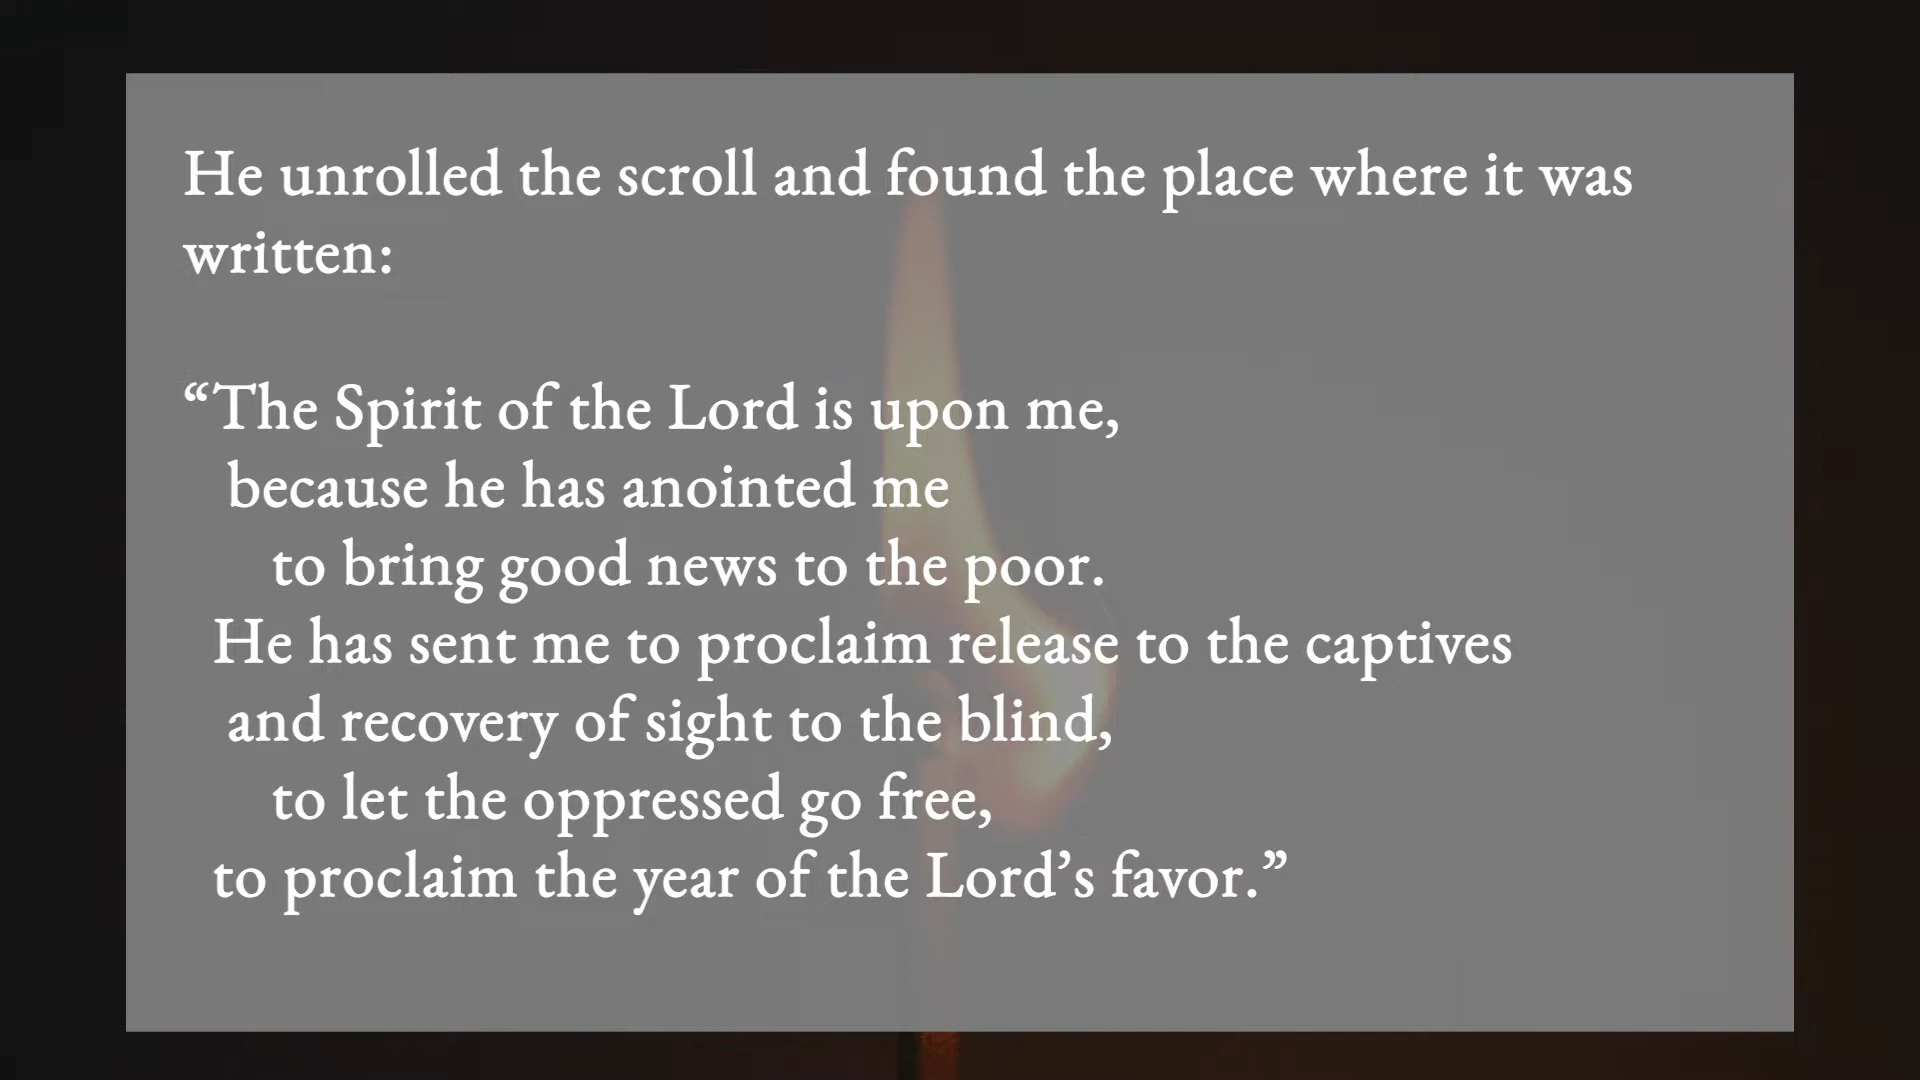 He unrolled the scroll and found the place where it was
written:
“The Spirit of the Lord is upon me,
because he has anointed me
to bring good news to the poor.
He has sent me to proclaim release to the captives
and recovery of sight to the blind,
to let the oppressed go free,
to proclaim the year of the Lord’s favor.”